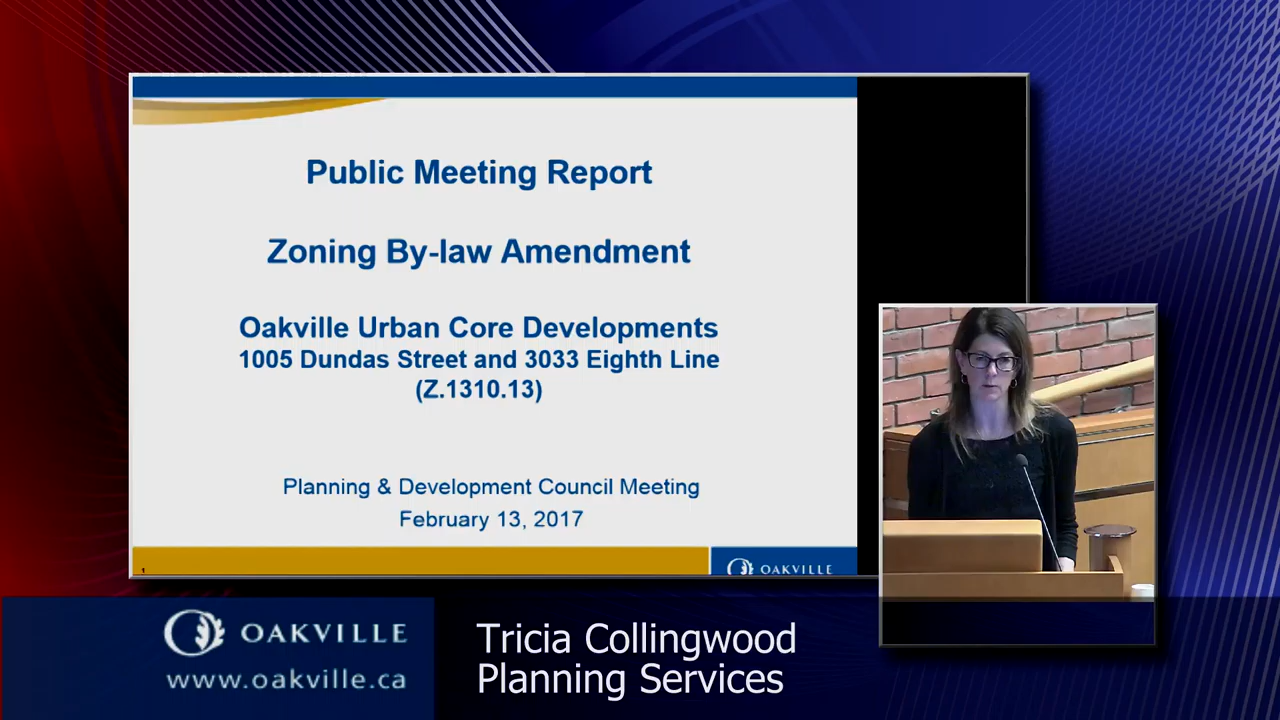 Public Meeting Report
Zoning By-law Amendment
Oakville Urban Core Developments
1005 Dundas Street and 3033 Eighth Line
(Z.1310.13)
Planning & Development Council Meeting
February 13, 2017
1
OAKVILLE
OAKVILLE
www.oakville.ca
Tricia Collingwood
Planning Services